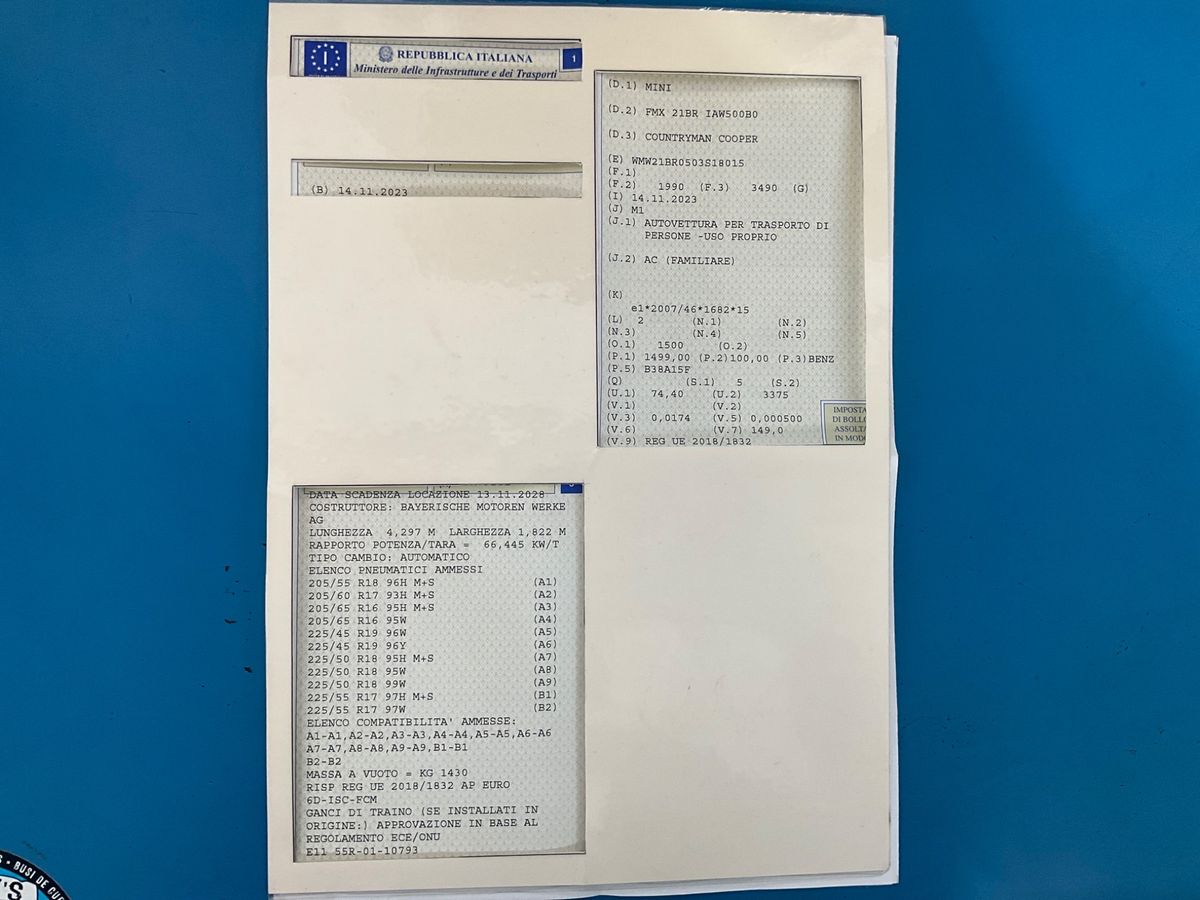 REPUBBLICA ITALIANA
1
Ministero delle Infrastrutture e dei Trasporti
(B) 14.11.2023
(D.1) MINI
(D.2) FMX 21BR IAW500B0
(D.3) COUNTRYMAN COOPER
(E) WMW21BR0503S18015
(F.1)
(F.2) 1990 (F.3) 3490 (G)
(I) 14.11.2023
(J) M1
(J.1) AUTOVETTURA PER TRASPORTO DI
PERSONE -USO PROPRIO
(J.2) AC (FAMILIARE)
(K)
e1*2007/46*1682*15
(L) 2 (N.1) (N.2)
(N.3) (N.4) (N.5)
(O.1) 1500 (O.2)
(P.1) 1499,00 (P.2)100,00 (P.3)BENZ
(P.5) B38A15F
(Q) (S.1) 5 (S.2)
(U.1) 74,40 (U.2) 3375
(V.1) (V.2)
(V.3) 0,0174 (V.5) 0,000500
(V.6) (V.7) 149,0
(V.9) REG UE 2018/1832
IMPOSTA
DI BOLLO
ASSOLTA
IN MODO
DATA SCADENZA LOCAZIONE 13.11.2028
COSTRUTTORE: BAYERISCHE MOTOREN WERKE
AG
LUNGHEZZA 4,297 M LARGHEZZA 1,822 M
RAPPORTO POTENZA/TARA = 66,445 KW/T
TIPO CAMBIO: AUTOMATICO
ELENCO PNEUMATICI AMMESSI
205/55 R18 96H M+S (A1)
205/60 R17 93H M+S (A2)
205/65 R16 95H M+S (A3)
205/65 R16 95W (A4)
225/45 R19 96W (A5)
225/45 R19 96Y (A6)
225/50 R18 95H M+S (A7)
225/50 R18 95W (A8)
225/50 R18 99W (A9)
225/55 R17 97H M+S (B1)
225/55 R17 97W (B2)
ELENCO COMPATIBILITA' AMMESSE:
A1-A1,A2-A2,A3-A3,A4-A4,A5-A5,A6-A6
A7-A7,A8-A8,A9-A9,B1-B1
B2-B2
MASSA A VUOTO = KG 1430
RISP REG UE 2018/1832 AP EURO
6D-ISC-FCM
GANCI DI TRAINO (SE INSTALLATI IN
ORIGINE:) APPROVAZIONE IN BASE AL
REGOLAMENTO ECE/ONU
E11 55R-01-10793
BUSI DE